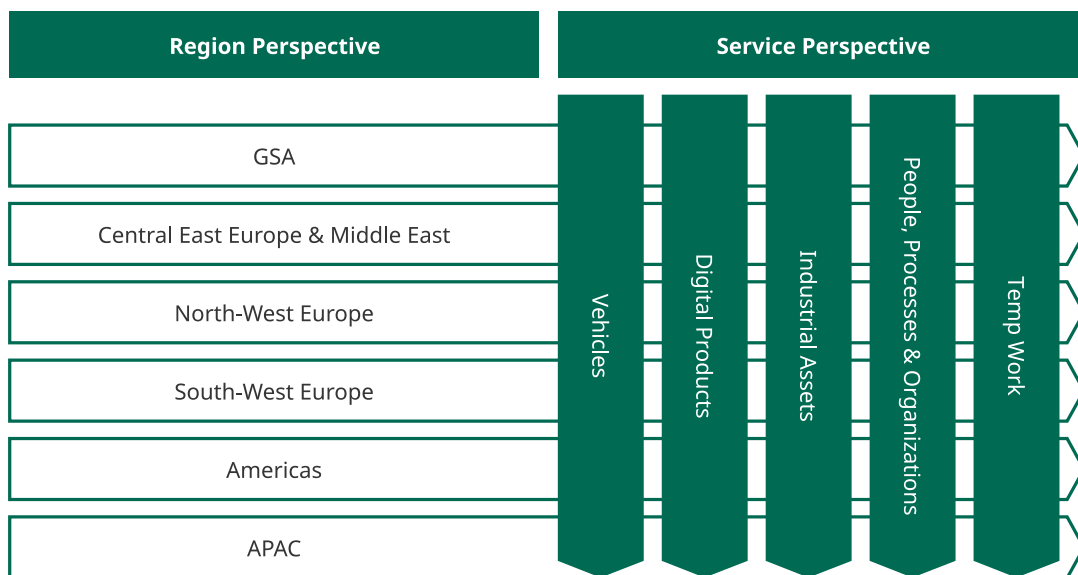 Region Perspective
Service Perspective
GSA
Central East Europe & Middle East
North-West Europe
South-West Europe
Americas
APAC
Vehicles
Digital Products
Industrial Assets
People, Processes & Organizations
Temp Work